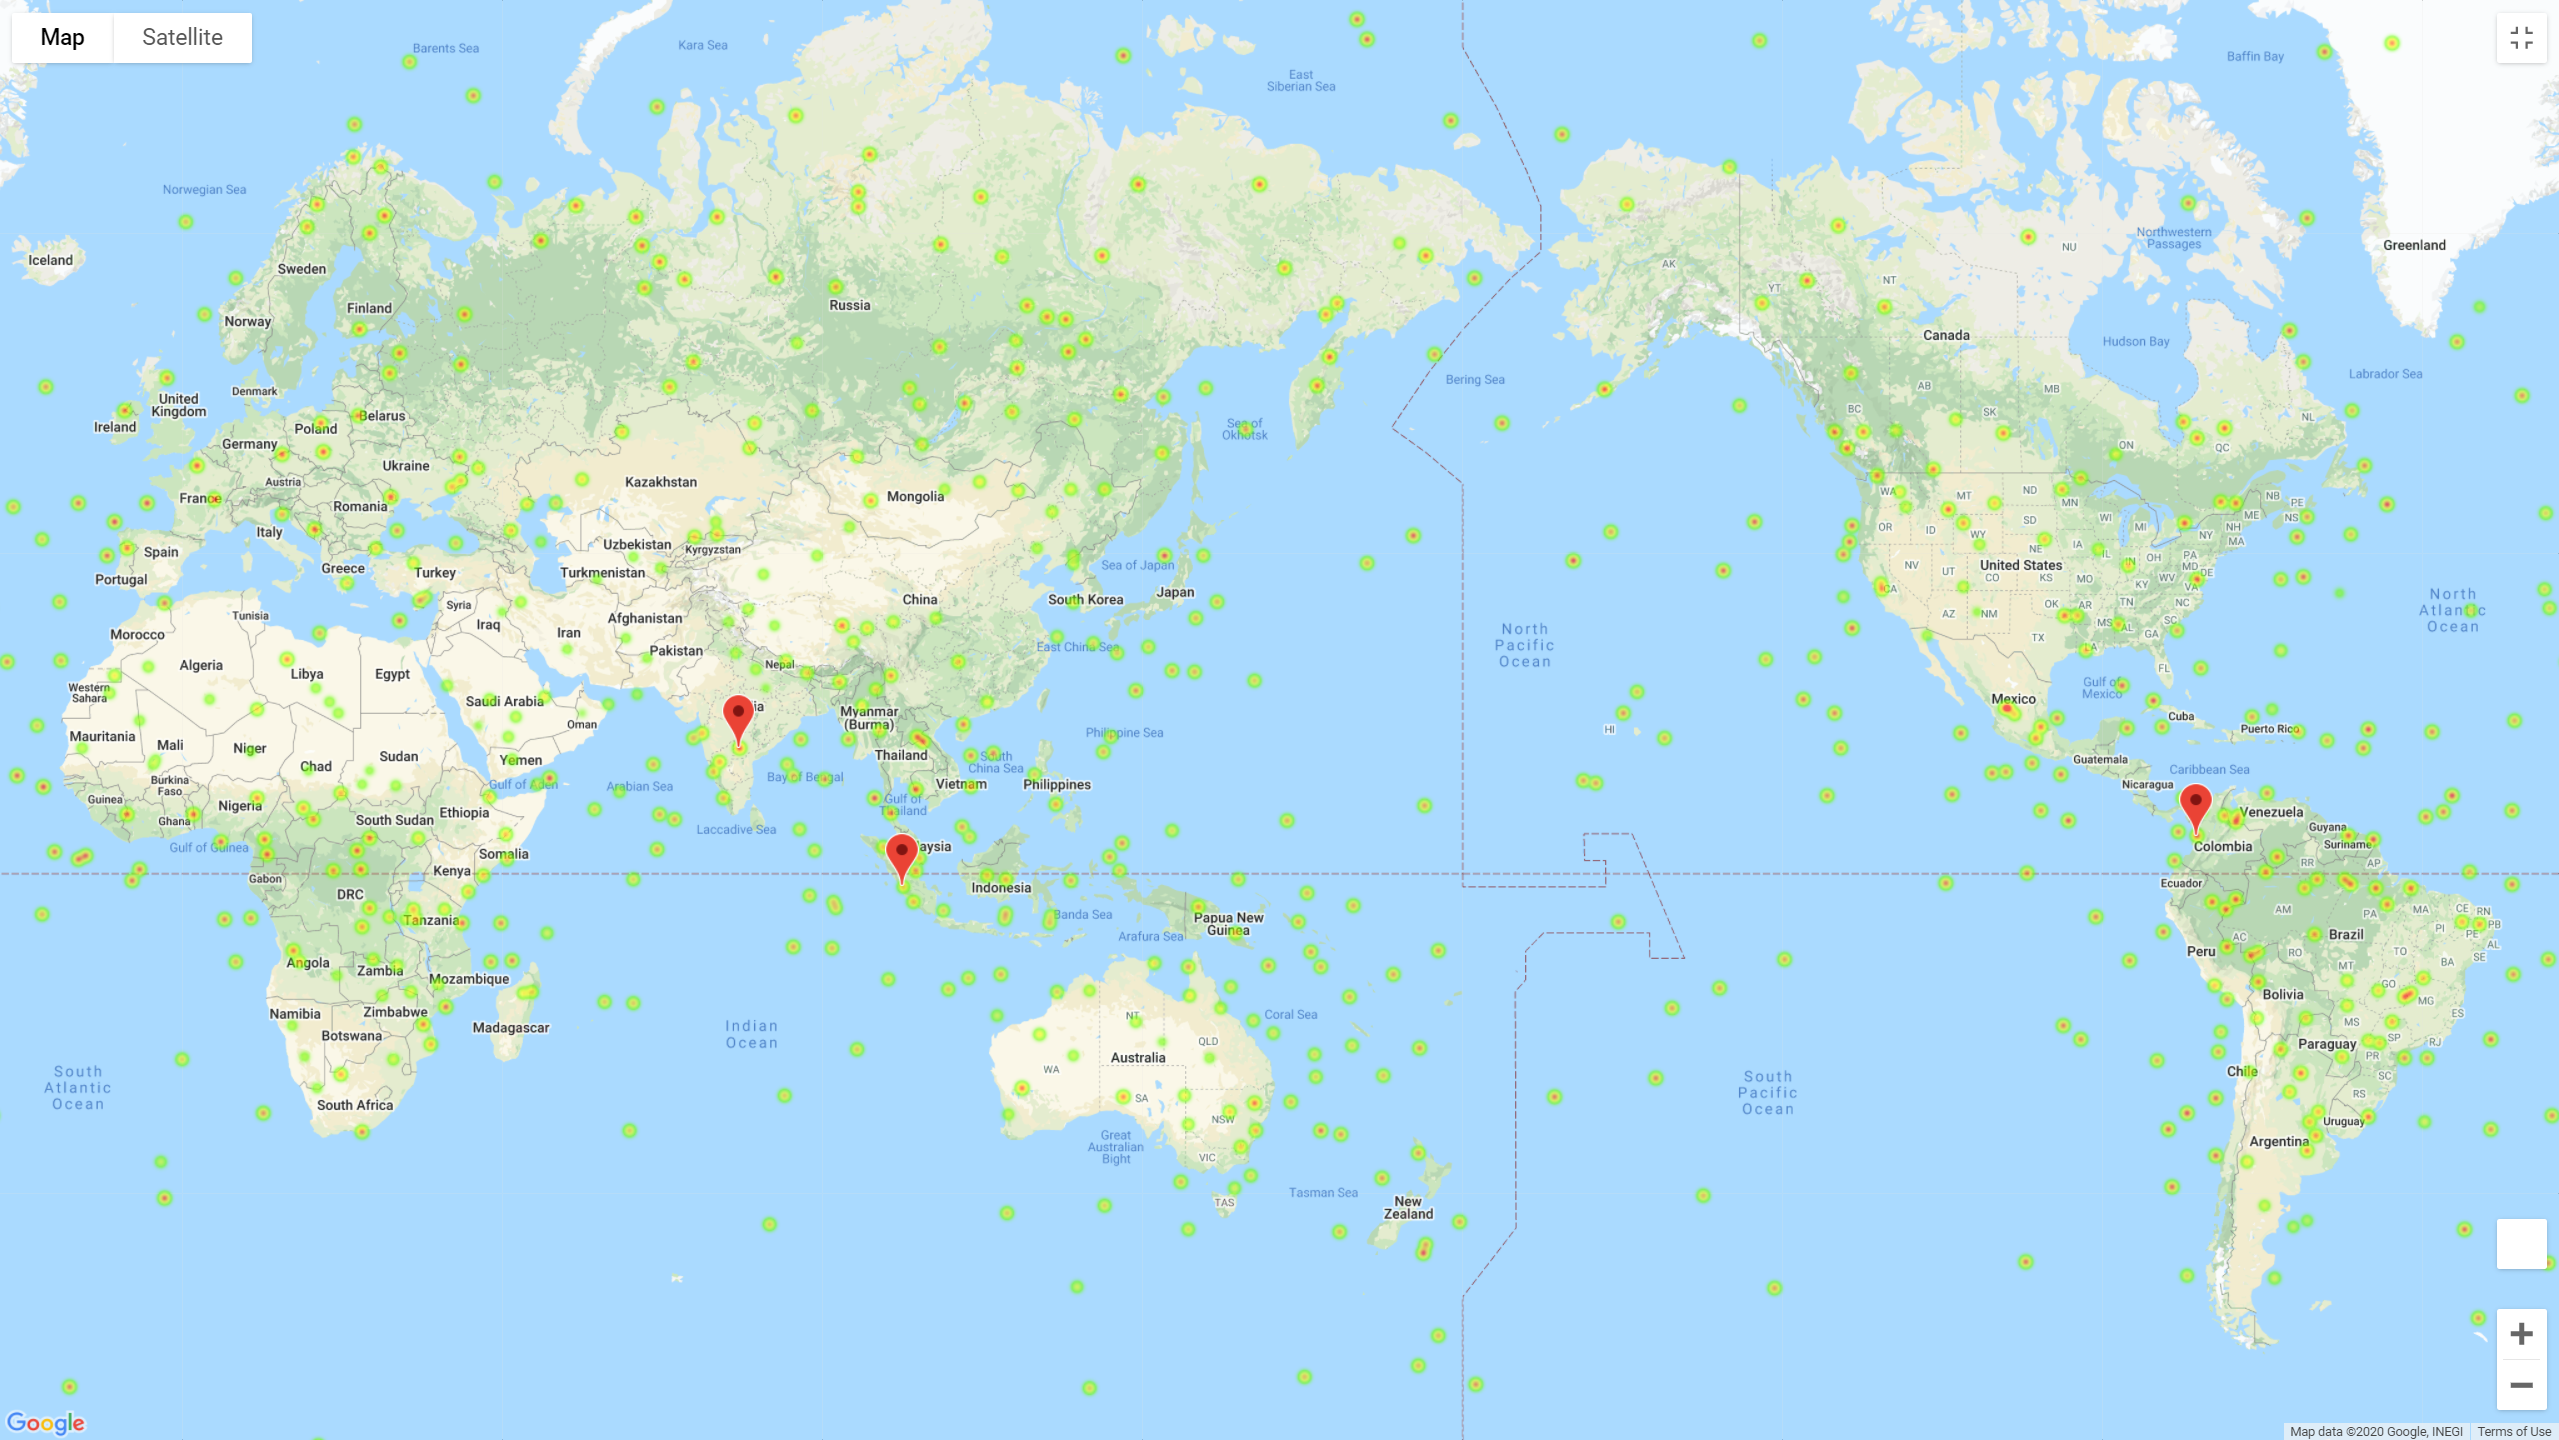 Map
Satellite
Barents Sea
Kara Sea
East
Siberian Sea
Baffin Bay
Norwegian Sea
Northwestern
Passages
NU
Iceland
Sweden
Finland
Norway
Russia
AK
YT
NT
Greenland
Canada
Hudson Bay
Bering Sea
Labrador Sea
Denmark
United
Kingdom
Ireland
Belarus
Poland
Germany
Sea of
Okhotsk
BC
AB
SK
MB
ON
QC
NL
Ukraine
Austria
France
Romania
Kazakhstan
Mongolia
WA
MT
ND
MN
NB
PE
Italy
Spain
Portugal
Greece
Turkey
Uzbekistan
Kyrgyzstan
Turkmenistan
Sea of Japan
OR
ID
WY
SD
WI
MI
NH
ME
NS
NY
MA
United States
NE
IA
IL
IN
OH
PA
MD
DE
NV
UT
CO
KS
MO
KY
WV
VA
CA
AZ
NM
OK
AR
MS
AL
GA
SC
NC
TX
LA
FL
Tunisia
Morocco
Syria
Iraq
Iran
Afghanistan
Pakistan
China
South Korea
Japan
East China Sea
North
Pacific
Ocean
North
Atlantic
Ocean
Algeria
Libya
Egypt
Western
Sahara
Nepal
Saudi Arabia
Oman
Myanmar
(Burma)
Gulf of
Mexico
Mexico
Cuba
Puerto Rico
HI
Mauritania
Mali
Niger
Chad
Sudan
Yemen
Thailand
Philippine Sea
South
China Sea
Guatemala
Caribbean Sea
Burkina
Faso
Gulf of Aden
Arabian Sea
Bay of Bengal
Vietnam
Philippines
Nicaragua
Guinea
Nigeria
Ghana
South Sudan
Ethiopia
Gulf of
Thailand
Laccadive Sea
Venezuela
Guyana
Suriname
Colombia
Gulf of Guinea
Somalia
Kenya
Gabon
DRC
Indonesia
Ecuador
RR
AP
Tanzania
Banda Sea
Papua New
Guinea
Arafura Sea
AM
PA
MA
CE
RN
PB
PI
PE
AL
SE
Brazil
AC
RO
TO
BA
MT
Peru
Angola
Zambia
Mozambique
Bolivia
GO
MG
ES
Namibia
Zimbabwe
Madagascar
Botswana
Indian
Ocean
Coral Sea
NT
QLD
Australia
WA
SA
NSW
VIC
TAS
MS
SP
RJ
PR
SC
RS
Paraguay
Chile
Uruguay
Argentina
South
Atlantic
Ocean
South Africa
Great
Australian
Bight
South
Pacific
Ocean
Tasman Sea
New
Zealand
Google
Map data ©2020 Google, INEGI
Terms of Use